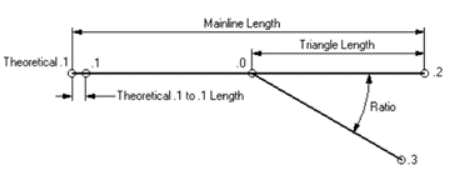 Mainline Length
Triangle Length
Theoretical .1
.1
.0
.2
Theoretical .1 to .1 Length
Ratio
.3